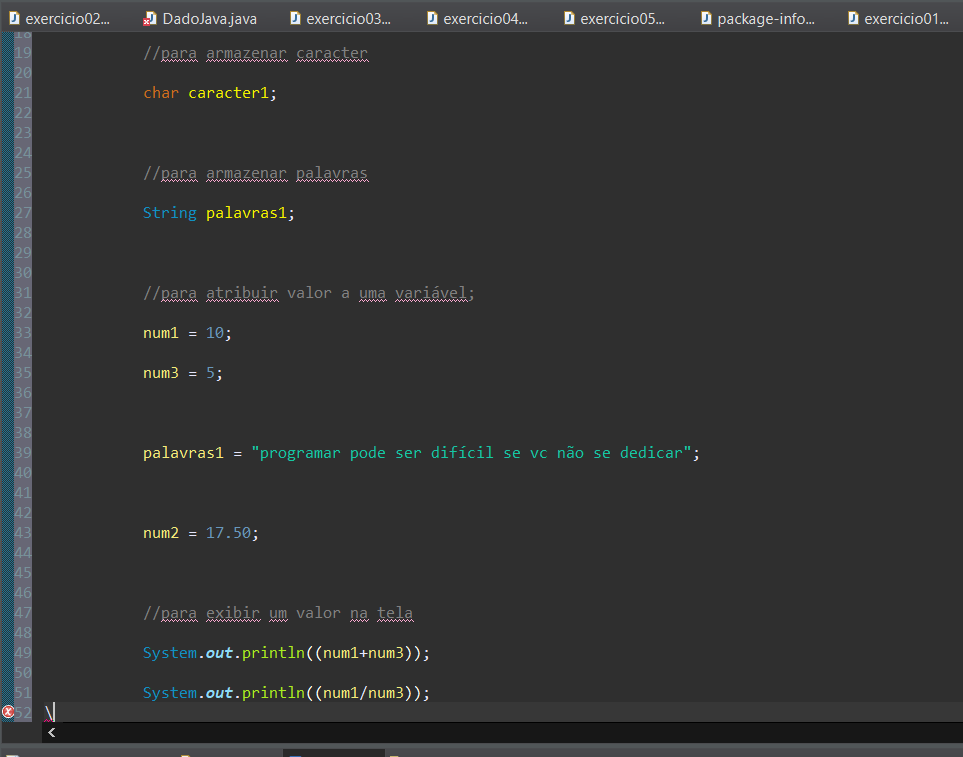 exercicio02... DadoJava.java exercicio03... exercicio04... exercicio05... package-info... exercicio01...
18
19 //para armazenar caracter
20
21 char caracter1;
22
23
24
25 //para armazenar palavras
26
27 String palavras1;
28
29
30
31 //para atribuir valor a uma variável;
32
33 num1 = 10;
34
35 num3 = 5;
36
37
38
39 palavras1 = "programar pode ser difícil se vc não se dedicar";
40
41
42
43 num2 = 17.50;
44
45
46
47 //para exibir um valor na tela
48
49 System.out.println((num1+num3));
50
51 System.out.println((num1/num3));
52 \